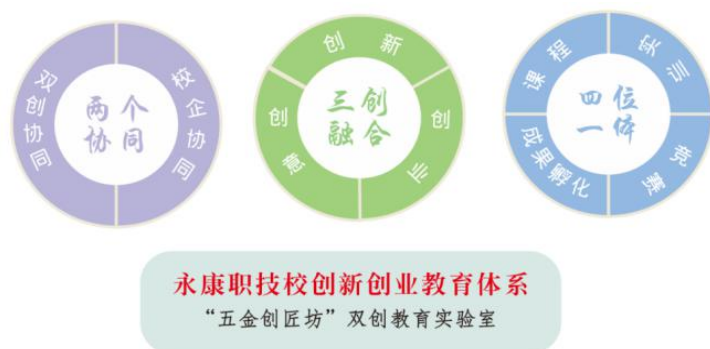 双创协同
两个
协同
校企协同
创新
创意
三创
融合
创业
课程
实训
四位
一体
成果孵化
竞赛
永康职技校创新创业教育体系
“五金创匠坊”双创教育实验室